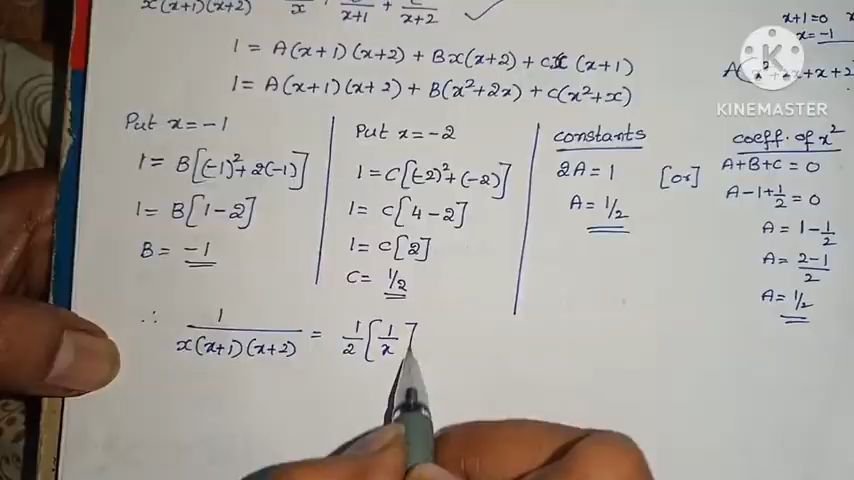 x(x+1)(x+2) x + x+1 + x+2
1 = A(x+1)(x+2) + Bx(x+2) + Cx(x+1)
1 = A(x+1)(x+2) + B(x²+2x) + C(x²+x)
Put x = -1
1 = B[(-1)²+2(-1)]
1 = B[1-2]
B = -1
Put x = -2
1 = C[(-2)²+(-2)]
1 = C[4-2]
1 = C[2]
C = 1/2
constants
2A = 1
A = 1/2
[or]
x+1=0
x = -1
+x+2
KINEMASTER
coeff. of x²
A+B+C = 0
A-1+1/2 = 0
A = 1-1/2
A = 2-1/2
A = 1/2
∴ 1/x(x+1)(x+2) = 1/2[1/x]